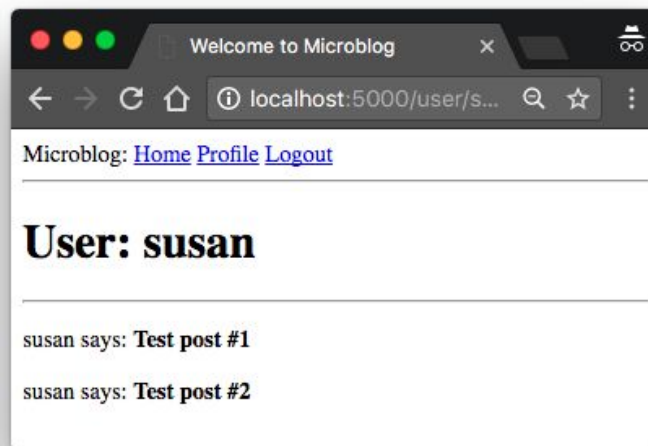 Welcome to Microblog
localhost:5000/user/s...
Microblog: Home Profile Logout
User: susan
susan says: Test post #1
susan says: Test post #2